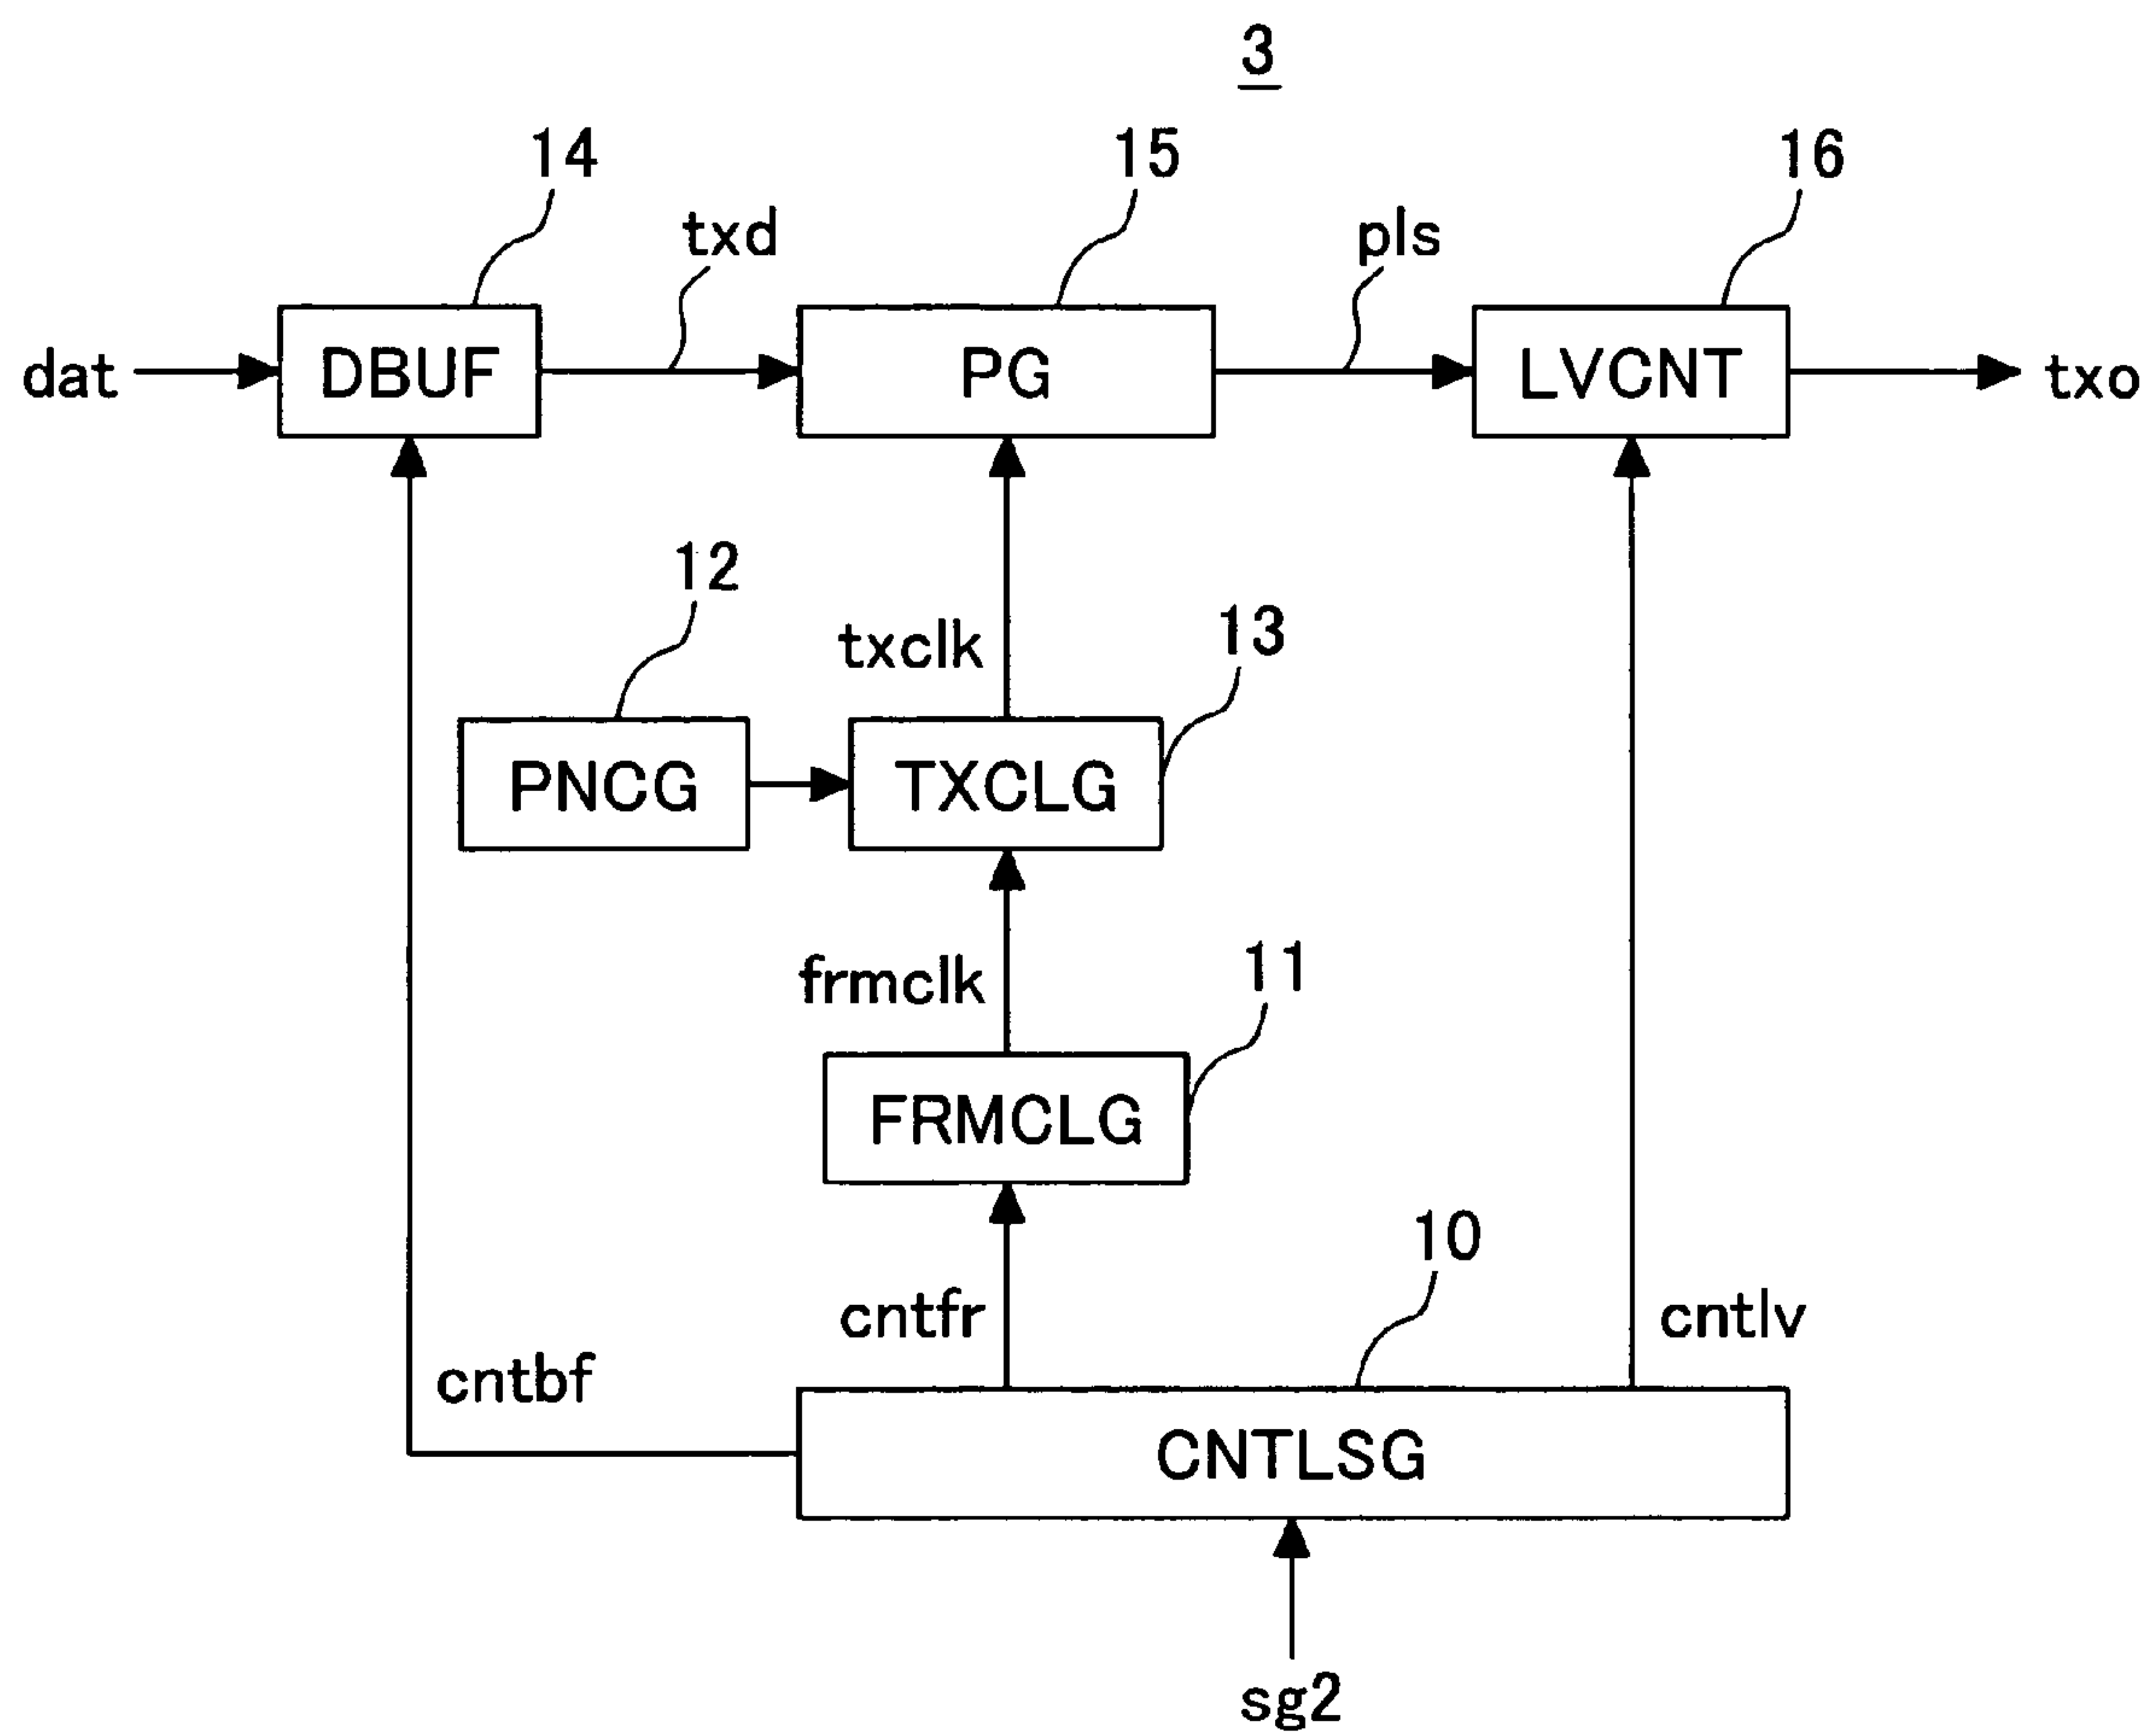 3
14
15
16
txd
pls
dat
DBUF
PG
LVCNT
txo
12
txclk
13
PNCG
TXCLG
frmclk
11
FRMCLG
10
cntfr
cntlv
cntbf
CNTLSG
sg2